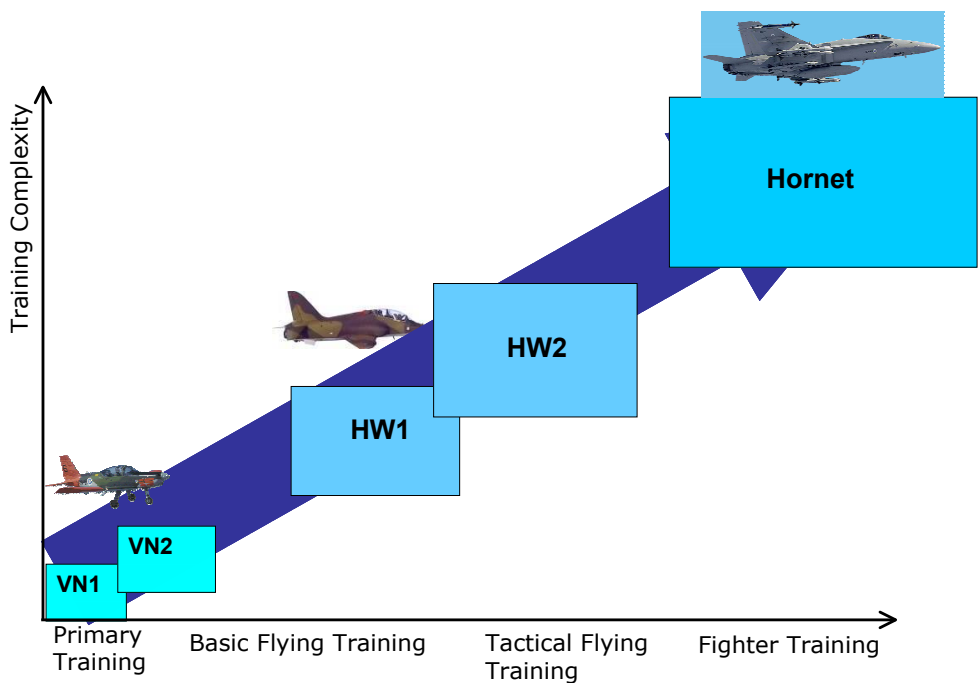 Training Complexity
Hornet
HW2
HW1
VN2
VN1
Primary
Training
Basic Flying Training
Tactical Flying
Training
Fighter Training